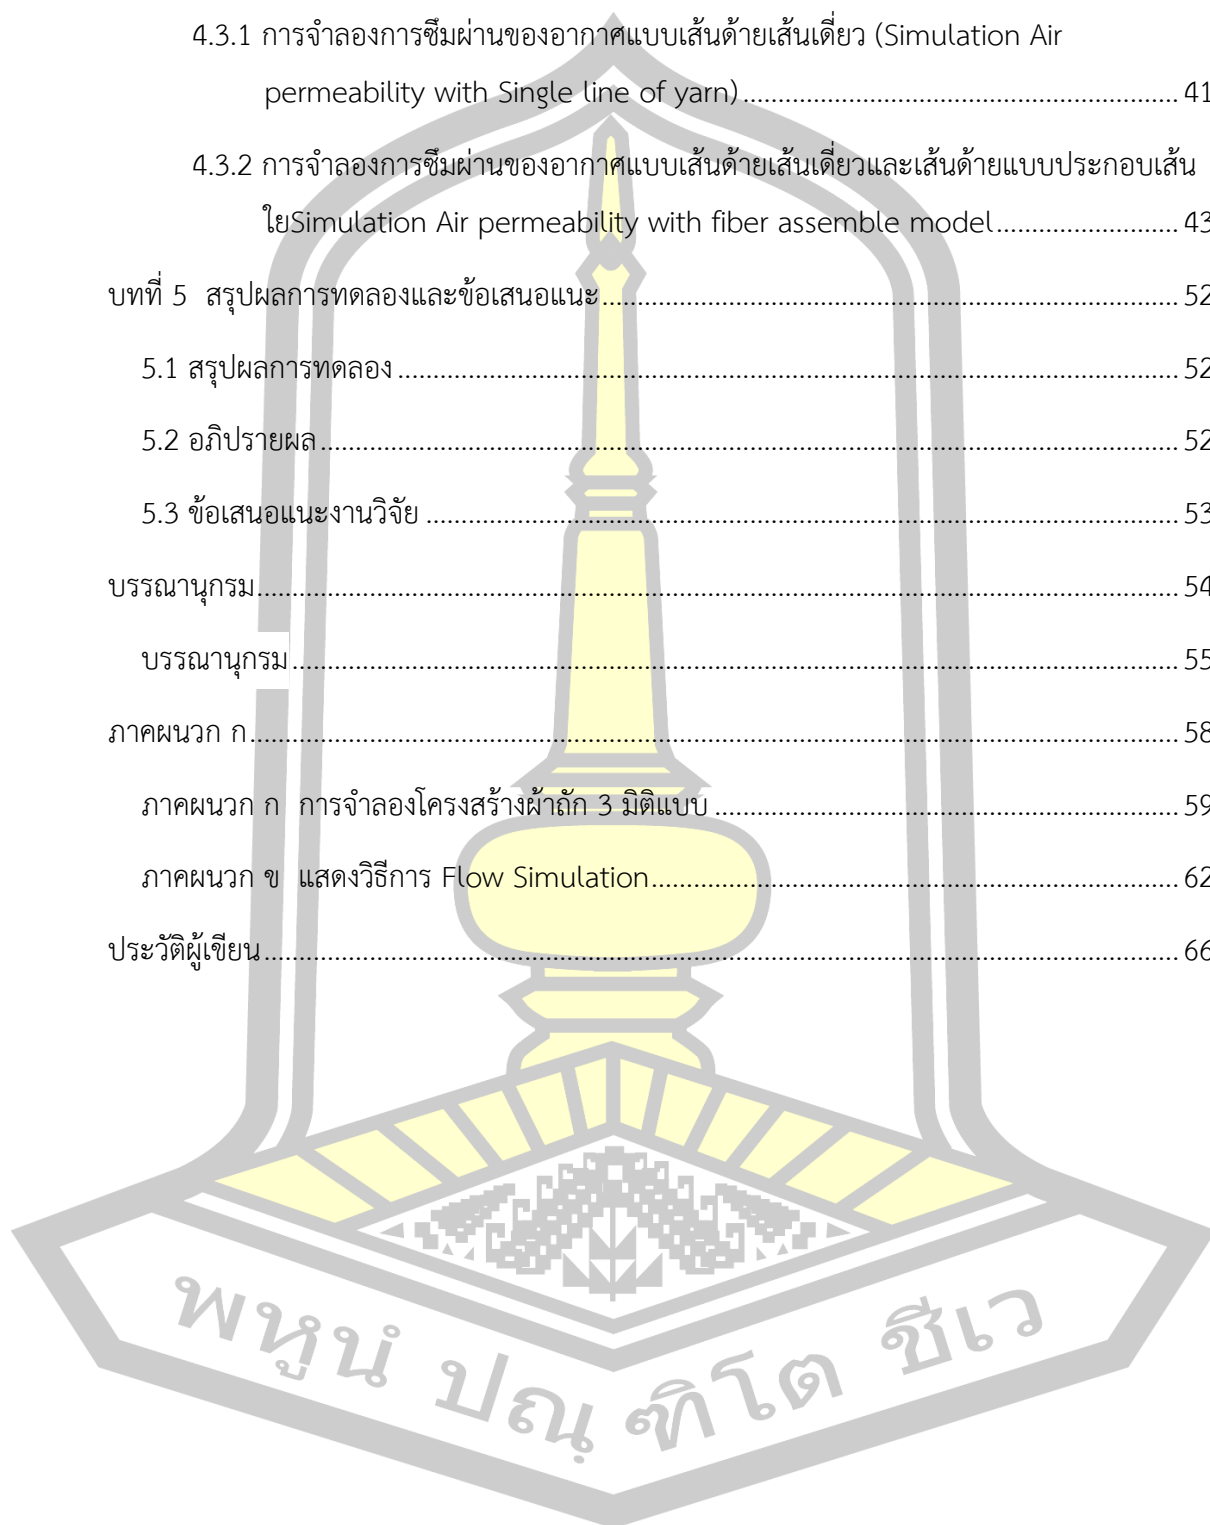 4.3.1 การจำลองการซึมผ่านของอากาศแบบเส้นด้ายเส้นเดี่ยว (Simulation Air
permeability with Single line of yarn) ............................................................ 41
4.3.2 การจำลองการซึมผ่านของอากาศแบบเส้นด้ายเส้นเดี่ยวและเส้นด้ายแบบประกอบเส้น
ใยSimulation Air permeability with fiber assemble model .......................... 43
บทที่ 5 สรุปผลการทดลองและข้อเสนอแนะ ................................................................ 52
5.1 สรุปผลการทดลอง ................................................................ 52
5.2 อภิปรายผล ................................................................ 52
5.3 ข้อเสนอแนะงานวิจัย ................................................................ 53
บรรณานุกรม ................................................................ 54
บรรณานุกรม ................................................................ 55
ภาคผนวก ก ................................................................ 58
ภาคผนวก ก การจำลองโครงสร้างผ้าถัก 3 มิติแบบ ................................................................ 59
ภาคผนวก ข แสดงวิธีการ Flow Simulation ................................................................ 62
ประวัติผู้เขียน ................................................................ 66
พหูนํ ปณฺฑิโต ชีเว